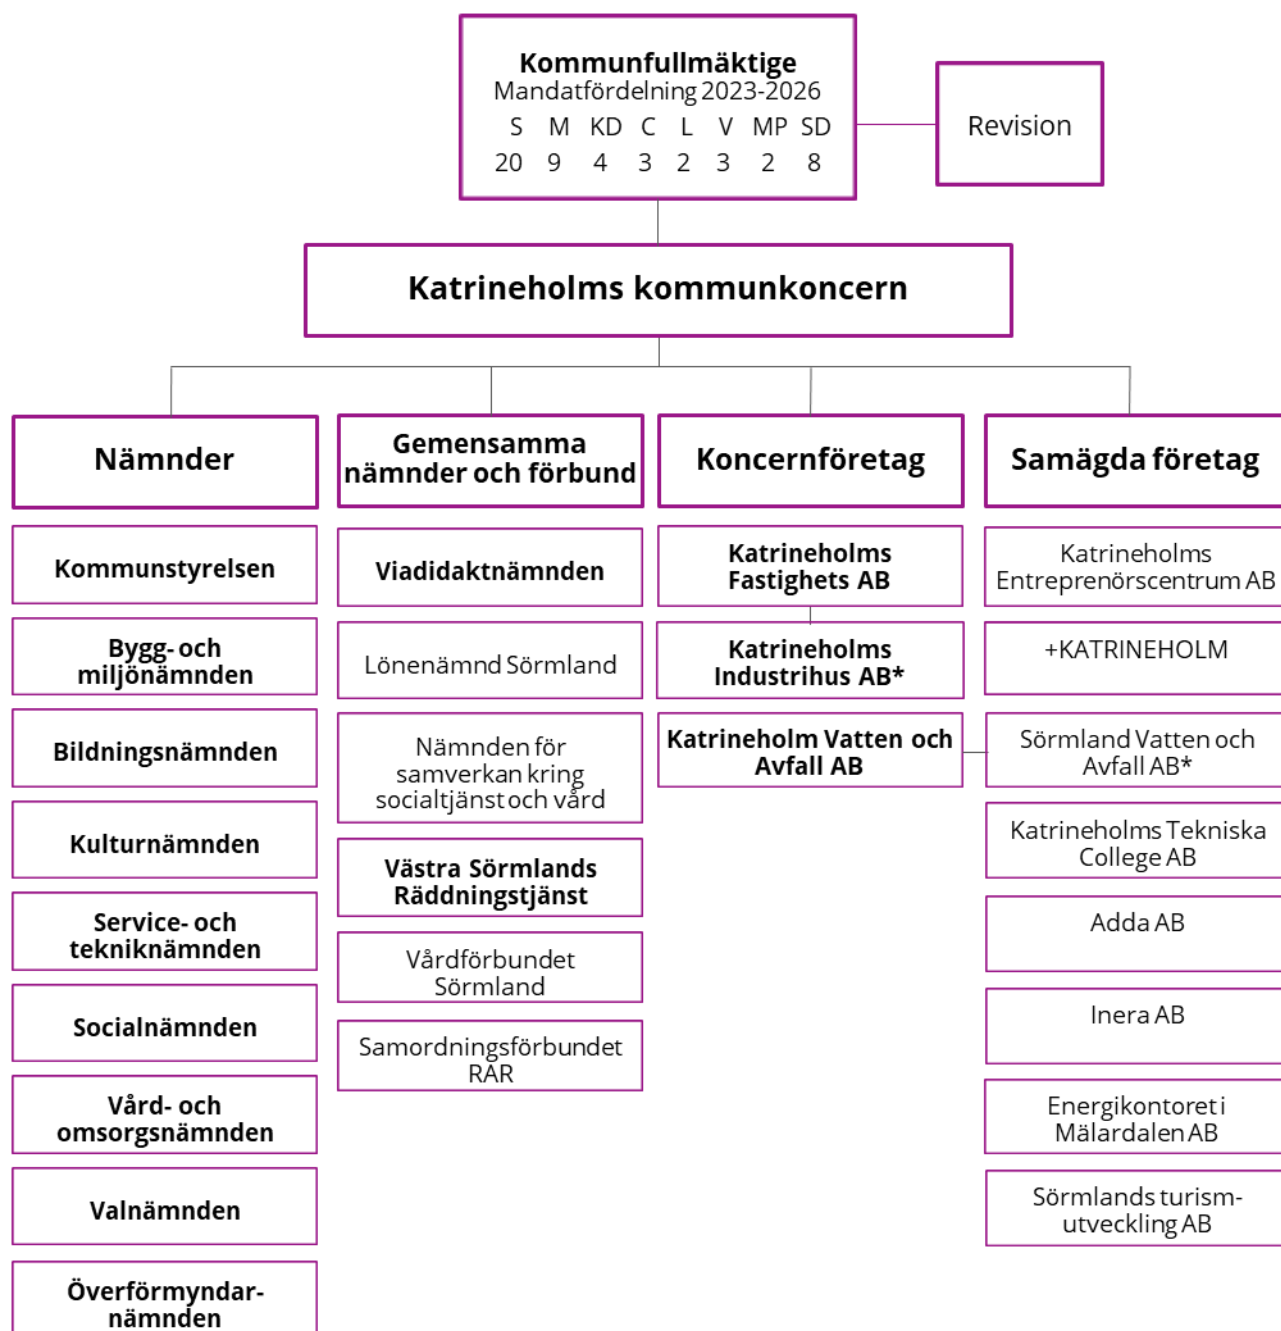 Kommunfullmäktige
Mandatfördelning 2023-2026
S M KD C L V MP SD
20 9 4 3 2 3 2 8
Revision
Katrineholms kommunkoncern
Nämnder
Kommunstyrelsen
Bygg- och
miljönämnden
Bildningsnämnden
Kulturnämnden
Service- och
tekniknämnden
Socialnämnden
Vård- och
omsorgsnämnden
Valnämnden
Överförmyndar-
nämnden
Gemensamma
nämnder och förbund
Viadidaktnämnden
Lönenämnd Sörmland
Nämnden för
samverkan kring
socialtjänst och vård
Västra Sörmlands
Räddningstjänst
Vårdförbundet
Sörmland
Samordningsförbundet
RAR
Koncernföretag
Katrineholms
Fastighets AB
Katrineholms
Industrihus AB*
Katrineholm Vatten och
Avfall AB
Samägda företag
Katrineholms
Entreprenörscentrum AB
+KATRINEHOLM
Sörmland Vatten och
Avfall AB*
Katrineholms Tekniska
College AB
Adda AB
Inera AB
Energikontoret i
Mälardalen AB
Sörmlands turism-
utveckling AB